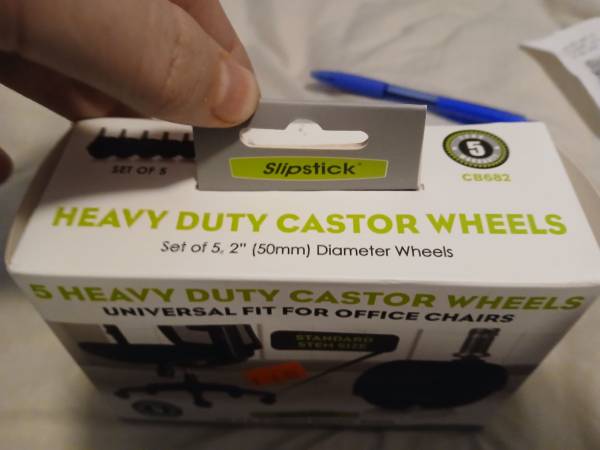 Slipstick
5
SET OF 5
CB682
HEAVY DUTY CASTOR WHEELS
Set of 5, 2" (50mm) Diameter Wheels
5 HEAVY DUTY CASTOR WHEELS
UNIVERSAL FIT FOR OFFICE CHAIRS
STANDARD
STEM SIZE